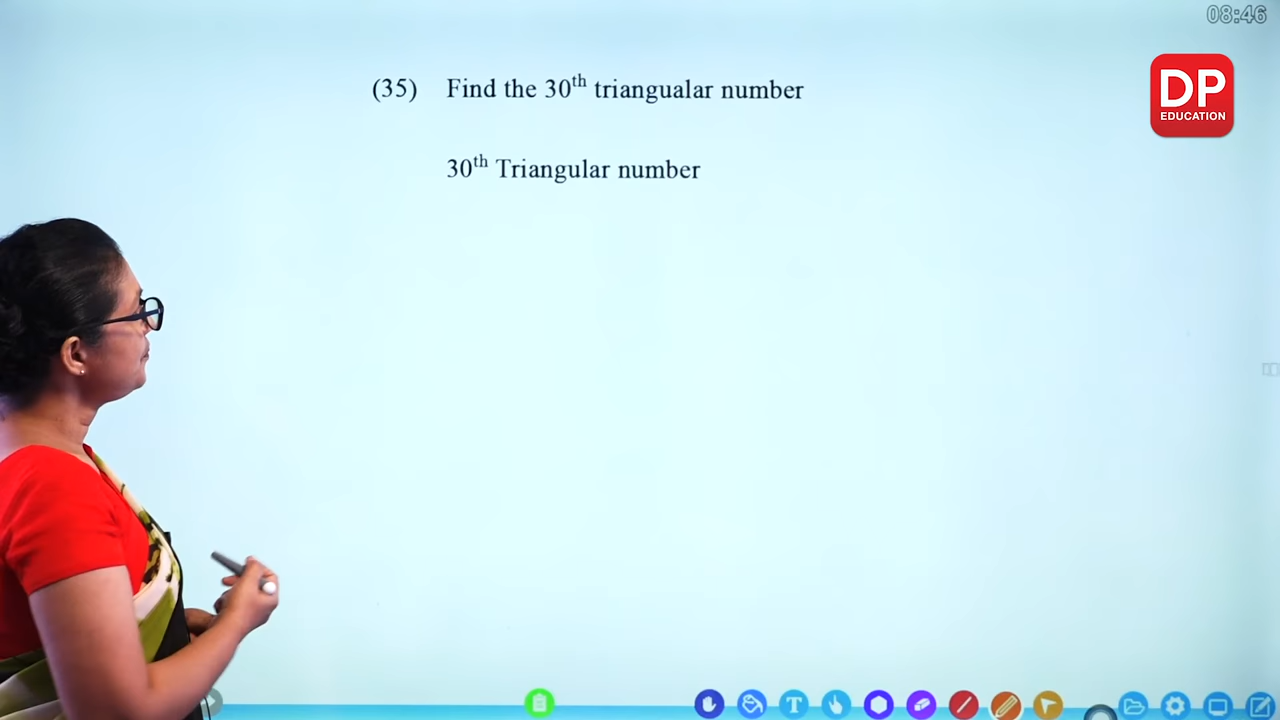 08:46
(35) Find the 30th triangualar number
DP
EDUCATION
30th Triangular number
T